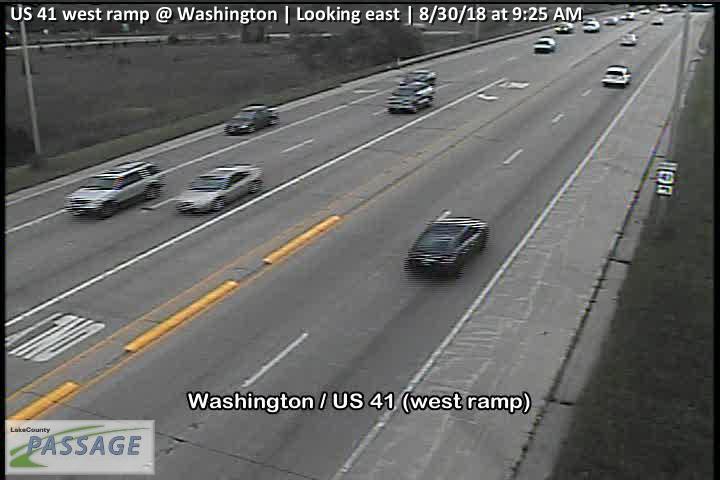 US 41 west ramp @ Washington | Looking east | 8/30/18 at 9:25 AM
ONLY
Washington / US 41 (west ramp)
LakeCounty
PASSAGE